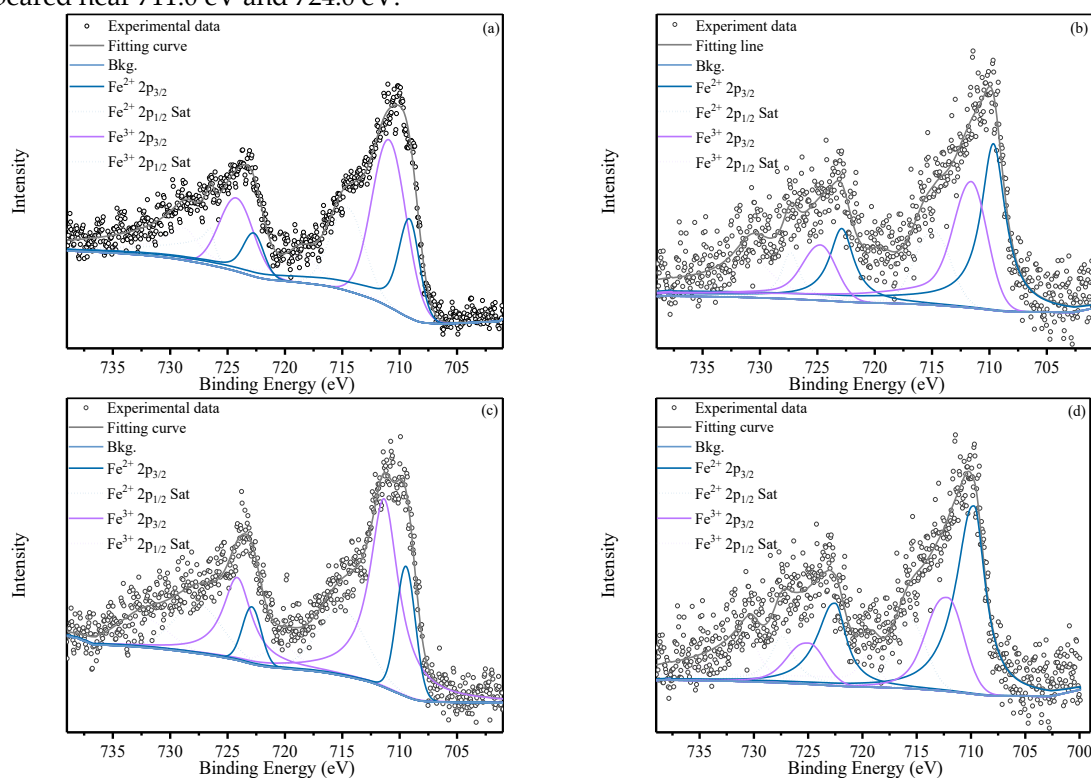 eared near 711.0 eV and 724.0 eV.
Experimental data
(a)
Fitting curve
Bkg.
Fe²⁺ 2p₃/₂
Fe²⁺ 2p₁/₂ Sat
Fe³⁺ 2p₃/₂
Fe³⁺ 2p₁/₂ Sat
Intensity
735 730 725 720 715 710 705
Binding Energy (eV)
Experiment data
(b)
Fitting line
Bkg.
Fe²⁺ 2p₃/₂
Fe²⁺ 2p₁/₂ Sat
Fe³⁺ 2p₃/₂
Fe³⁺ 2p₁/₂ Sat
Intensity
735 730 725 720 715 710 705
Binding Energy (eV)
Experimental data
(c)
Fitting curve
Bkg.
Fe²⁺ 2p₃/₂
Fe²⁺ 2p₁/₂ Sat
Fe³⁺ 2p₃/₂
Fe³⁺ 2p₁/₂ Sat
Intensity
735 730 725 720 715 710 705
Binding Energy (eV)
Experimental data
(d)
Fitting curve
Bkg.
Fe²⁺ 2p₃/₂
Fe²⁺ 2p₁/₂ Sat
Fe³⁺ 2p₃/₂
Fe³⁺ 2p₁/₂ Sat
Intensity
735 730 725 720 715 710 705 700
Binding Energy (eV)